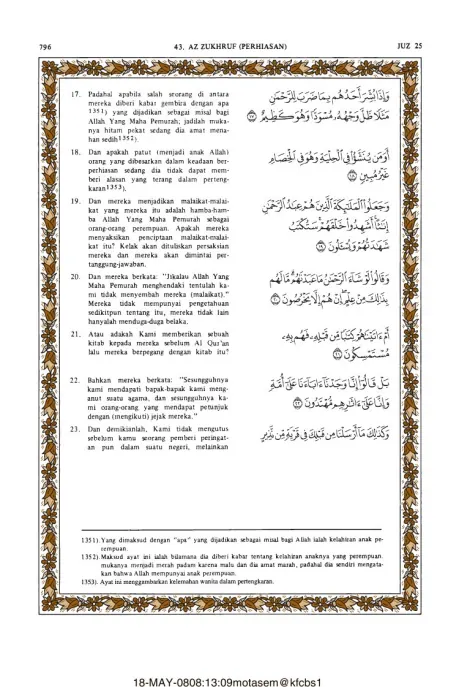 796 43. AZ ZUKHRUF (PERHIASAN) JUZ 25
17. Padahal apabila salah seorang di antara
mereka diberi kabar gembira dengan apa
1351) yang dijadikan sebagai misal bagi
Allah Yang Maha Pemurah; jadilah muka-
nya hitam pekat sedang dia amat mena-
han sedih1352).
وَإِذَا بُشِّرَ أَحَدُهُم بِمَا ضَرَبَ لِلرَّحْمَٰنِ
مَثَلًا ظَلَّ وَجْهُهُ مُسْوَدًّا وَهُوَ كَظِيمٌ ١٧
18. Dan apakah patut (menjadi anak Allah)
orang yang dibesarkan dalam keadaan ber-
perhiasan sedang dia tidak dapat mem-
beri alasan yang terang dalam perteng-
karan1353).
أَوَمَن يُنَشَّؤُا۟ فِى ٱلْحِلْيَةِ وَهُوَ فِى ٱلْخِصَامِ
غَيْرُ مُبِينٍ ١٨
19. Dan mereka menjadikan malaikat-malai-
kat yang mereka itu adalah hamba-ham-
ba Allah Yang Maha Pemurah sebagai
orang-orang perempuan. Apakah mereka
menyaksikan penciptaan malaikat-malai-
kat itu? Kelak akan dituliskan persaksian
mereka dan mereka akan dimintai per-
tanggung-jawaban.
وَجَعَلُوا۟ ٱلْمَلَٰٓئِكَةَ ٱلَّذِينَ هُمْ عِبَٰدُ ٱلرَّحْمَٰنِ
إِنَٰثًا أَشَهِدُوا۟ خَلْقَهُمْ سَتُكْتَبُ
شَهَٰدَتُهُمْ وَيُسْـَٔلُونَ ١٩
20. Dan mereka berkata: "Jikalau Allah Yang
Maha Pemurah menghendaki tentulah ka-
mi tidak menyembah mereka (malaikat)."
Mereka tidak mempunyai pengetahuan
sedikitpun tentang itu, mereka tidak lain
hanyalah menduga-duga belaka.
وَقَالُوا۟ لَوْ شَآءَ ٱلرَّحْمَٰنُ مَا عَبَدْنَٰهُم مَّا لَهُم
بِذَٰلِكَ مِنْ عِلْمٍ إِنْ هُمْ إِلَّا يَخْرُصُونَ ٢٠
21. Atau adakah Kami memberikan sebuah
kitab kepada mereka sebelum Al Qur'an
lalu mereka berpegang dengan kitab itu?
أَمْ ءَاتَيْنَٰهُمْ كِتَٰبًا مِّن قَبْلِهِۦ فَهُم بِهِۦ
مُسْتَمْسِكُونَ ٢١
22. Bahkan mereka berkata: "Sesungguhnya
kami mendapati bapak-bapak kami meng-
anut suatu agama, dan sesungguhnya ka-
mi orang-orang yang mendapat petunjuk
dengan (mengikuti) jejak mereka."
بَلْ قَالُوٓا۟ إِنَّا وَجَدْنَآ ءَابَآءَنَا عَلَىٰٓ أُمَّةٍ
وَإِنَّا عَلَىٰٓ ءَاثَٰرِهِم مُّهْتَدُونَ ٢٢
23. Dan demikianlah, Kami tidak mengutus
sebelum kamu seorang pemberi peringat-
an pun dalam suatu negeri, melainkan
وَكَذَٰلِكَ مَآ أَرْسَلْنَا مِن قَبْلِكَ فِى قَرْيَةٍ مِّن نَّذِيرٍ
1351). Yang dimaksud dengan "apa" yang dijadikan sebagai misal bagi Allah ialah kelahiran anak pe-
rempuan.
1352). Maksud ayat ini ialah bilamana dia diberi kabar tentang kelahiran anaknya yang perempuan.
mukanya menjadi merah padam karena malu dan dia amat marah, padahal dia sendiri mengata-
kan bahwa Allah mempunyai anak perempuan.
1353). Ayat ini menggambarkan kelemahan wanita dalam pertengkaran.
18-MAY-0808:13:09motasem@kfcbs1